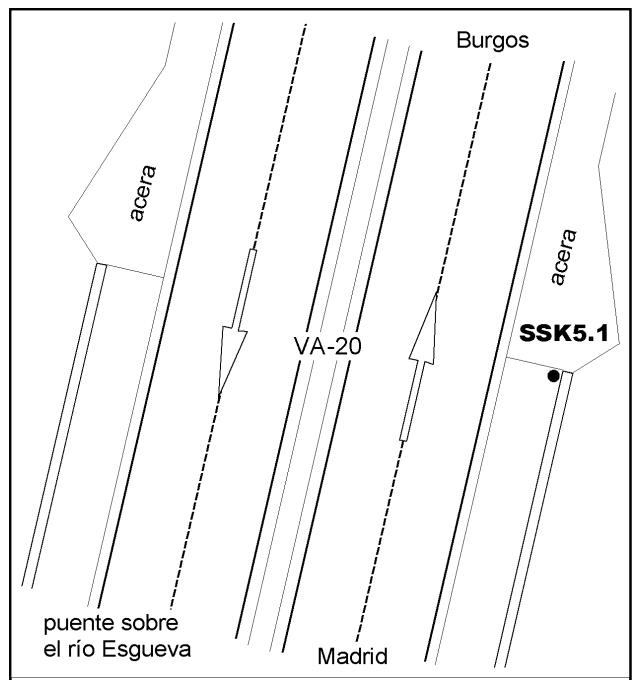 Burgos
acera
acera
SSK5.1
VA-20
puente sobre
el río Esgueva
Madrid